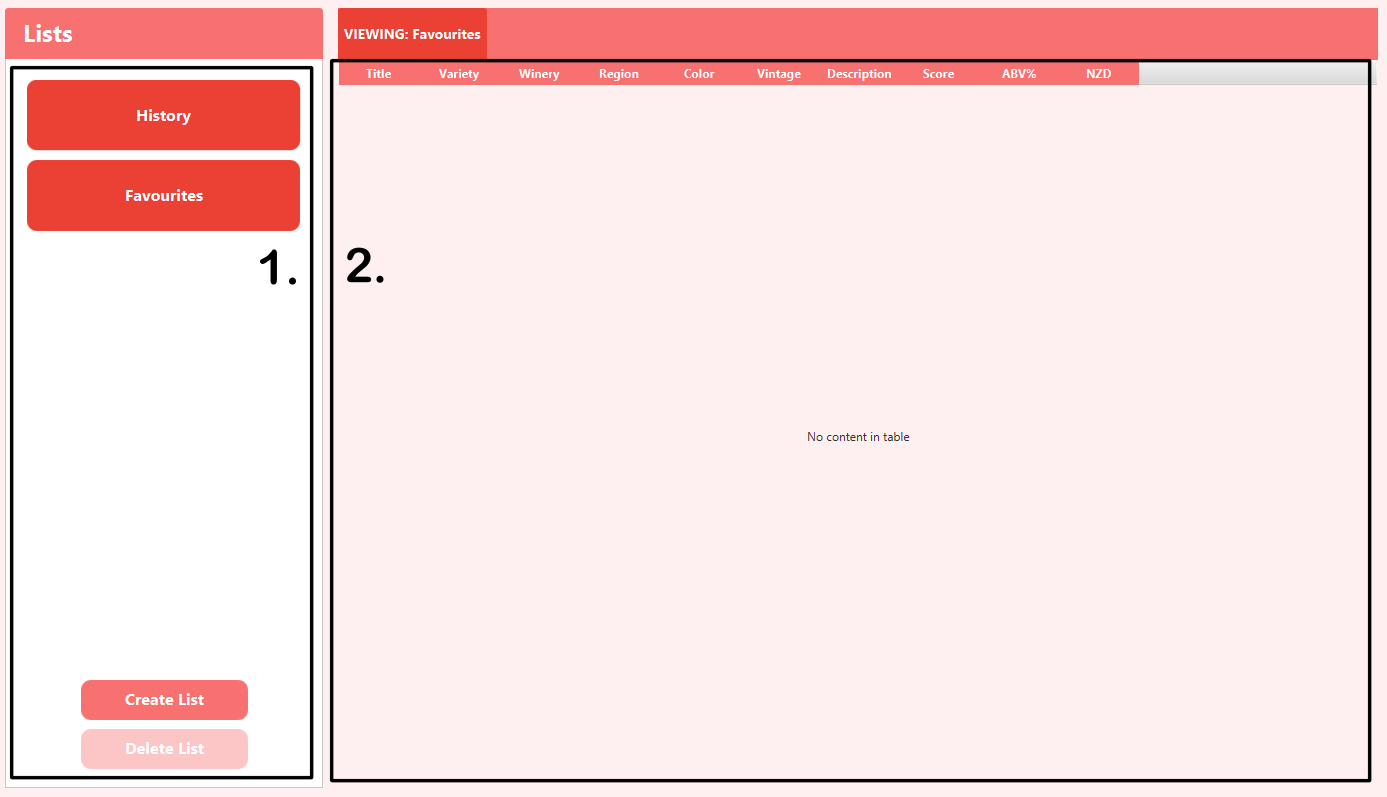 Lists
History
Favourites
1.
Create List
Delete List
VIEWING: Favourites
Title Variety Winery Region Color Vintage Description Score ABV% NZD
2.
No content in table